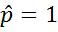 p̂ = 1